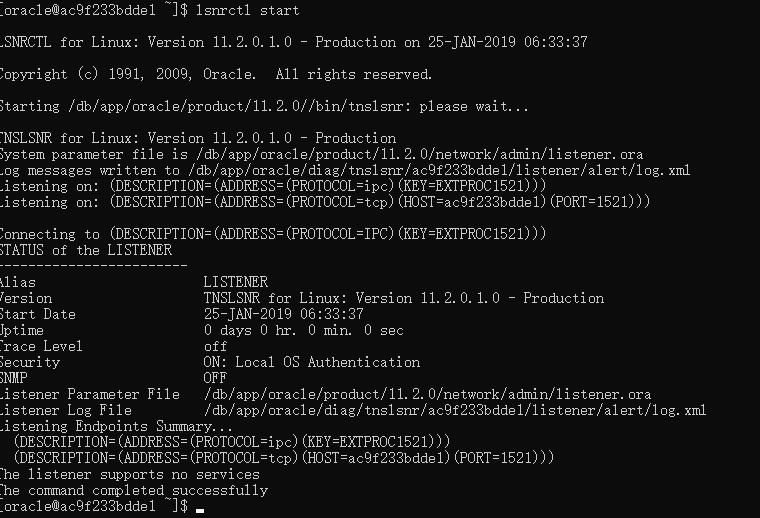 [oracle@ac9f233bdde1 ~]$ lsnrctl start
LSNRCTL for Linux: Version 11.2.0.1.0 - Production on 25-JAN-2019 06:33:37
Copyright (c) 1991, 2009, Oracle.  All rights reserved.
Starting /db/app/oracle/product/11.2.0//bin/tnslsnr: please wait...
TNSLSNR for Linux: Version 11.2.0.1.0 - Production
System parameter file is /db/app/oracle/product/11.2.0/network/admin/listener.ora
Log messages written to /db/app/oracle/diag/tnslsnr/ac9f233bdde1/listener/alert/log.xml
Listening on: (DESCRIPTION=(ADDRESS=(PROTOCOL=ipc)(KEY=EXTPROC1521)))
Listening on: (DESCRIPTION=(ADDRESS=(PROTOCOL=tcp)(HOST=ac9f233bdde1)(PORT=1521)))
Connecting to (DESCRIPTION=(ADDRESS=(PROTOCOL=IPC)(KEY=EXTPROC1521)))
STATUS of the LISTENER
------------------------
Alias                     LISTENER
Version                   TNSLSNR for Linux: Version 11.2.0.1.0 - Production
Start Date                25-JAN-2019 06:33:37
Uptime                    0 days 0 hr. 0 min. 0 sec
Trace Level               off
Security                  ON: Local OS Authentication
SNMP                      OFF
Listener Parameter File   /db/app/oracle/product/11.2.0/network/admin/listener.ora
Listener Log File         /db/app/oracle/diag/tnslsnr/ac9f233bdde1/listener/alert/log.xml
Listening Endpoints Summary...
  (DESCRIPTION=(ADDRESS=(PROTOCOL=ipc)(KEY=EXTPROC1521)))
  (DESCRIPTION=(ADDRESS=(PROTOCOL=tcp)(HOST=ac9f233bdde1)(PORT=1521)))
The listener supports no services
The command completed successfully
[oracle@ac9f233bdde1 ~]$